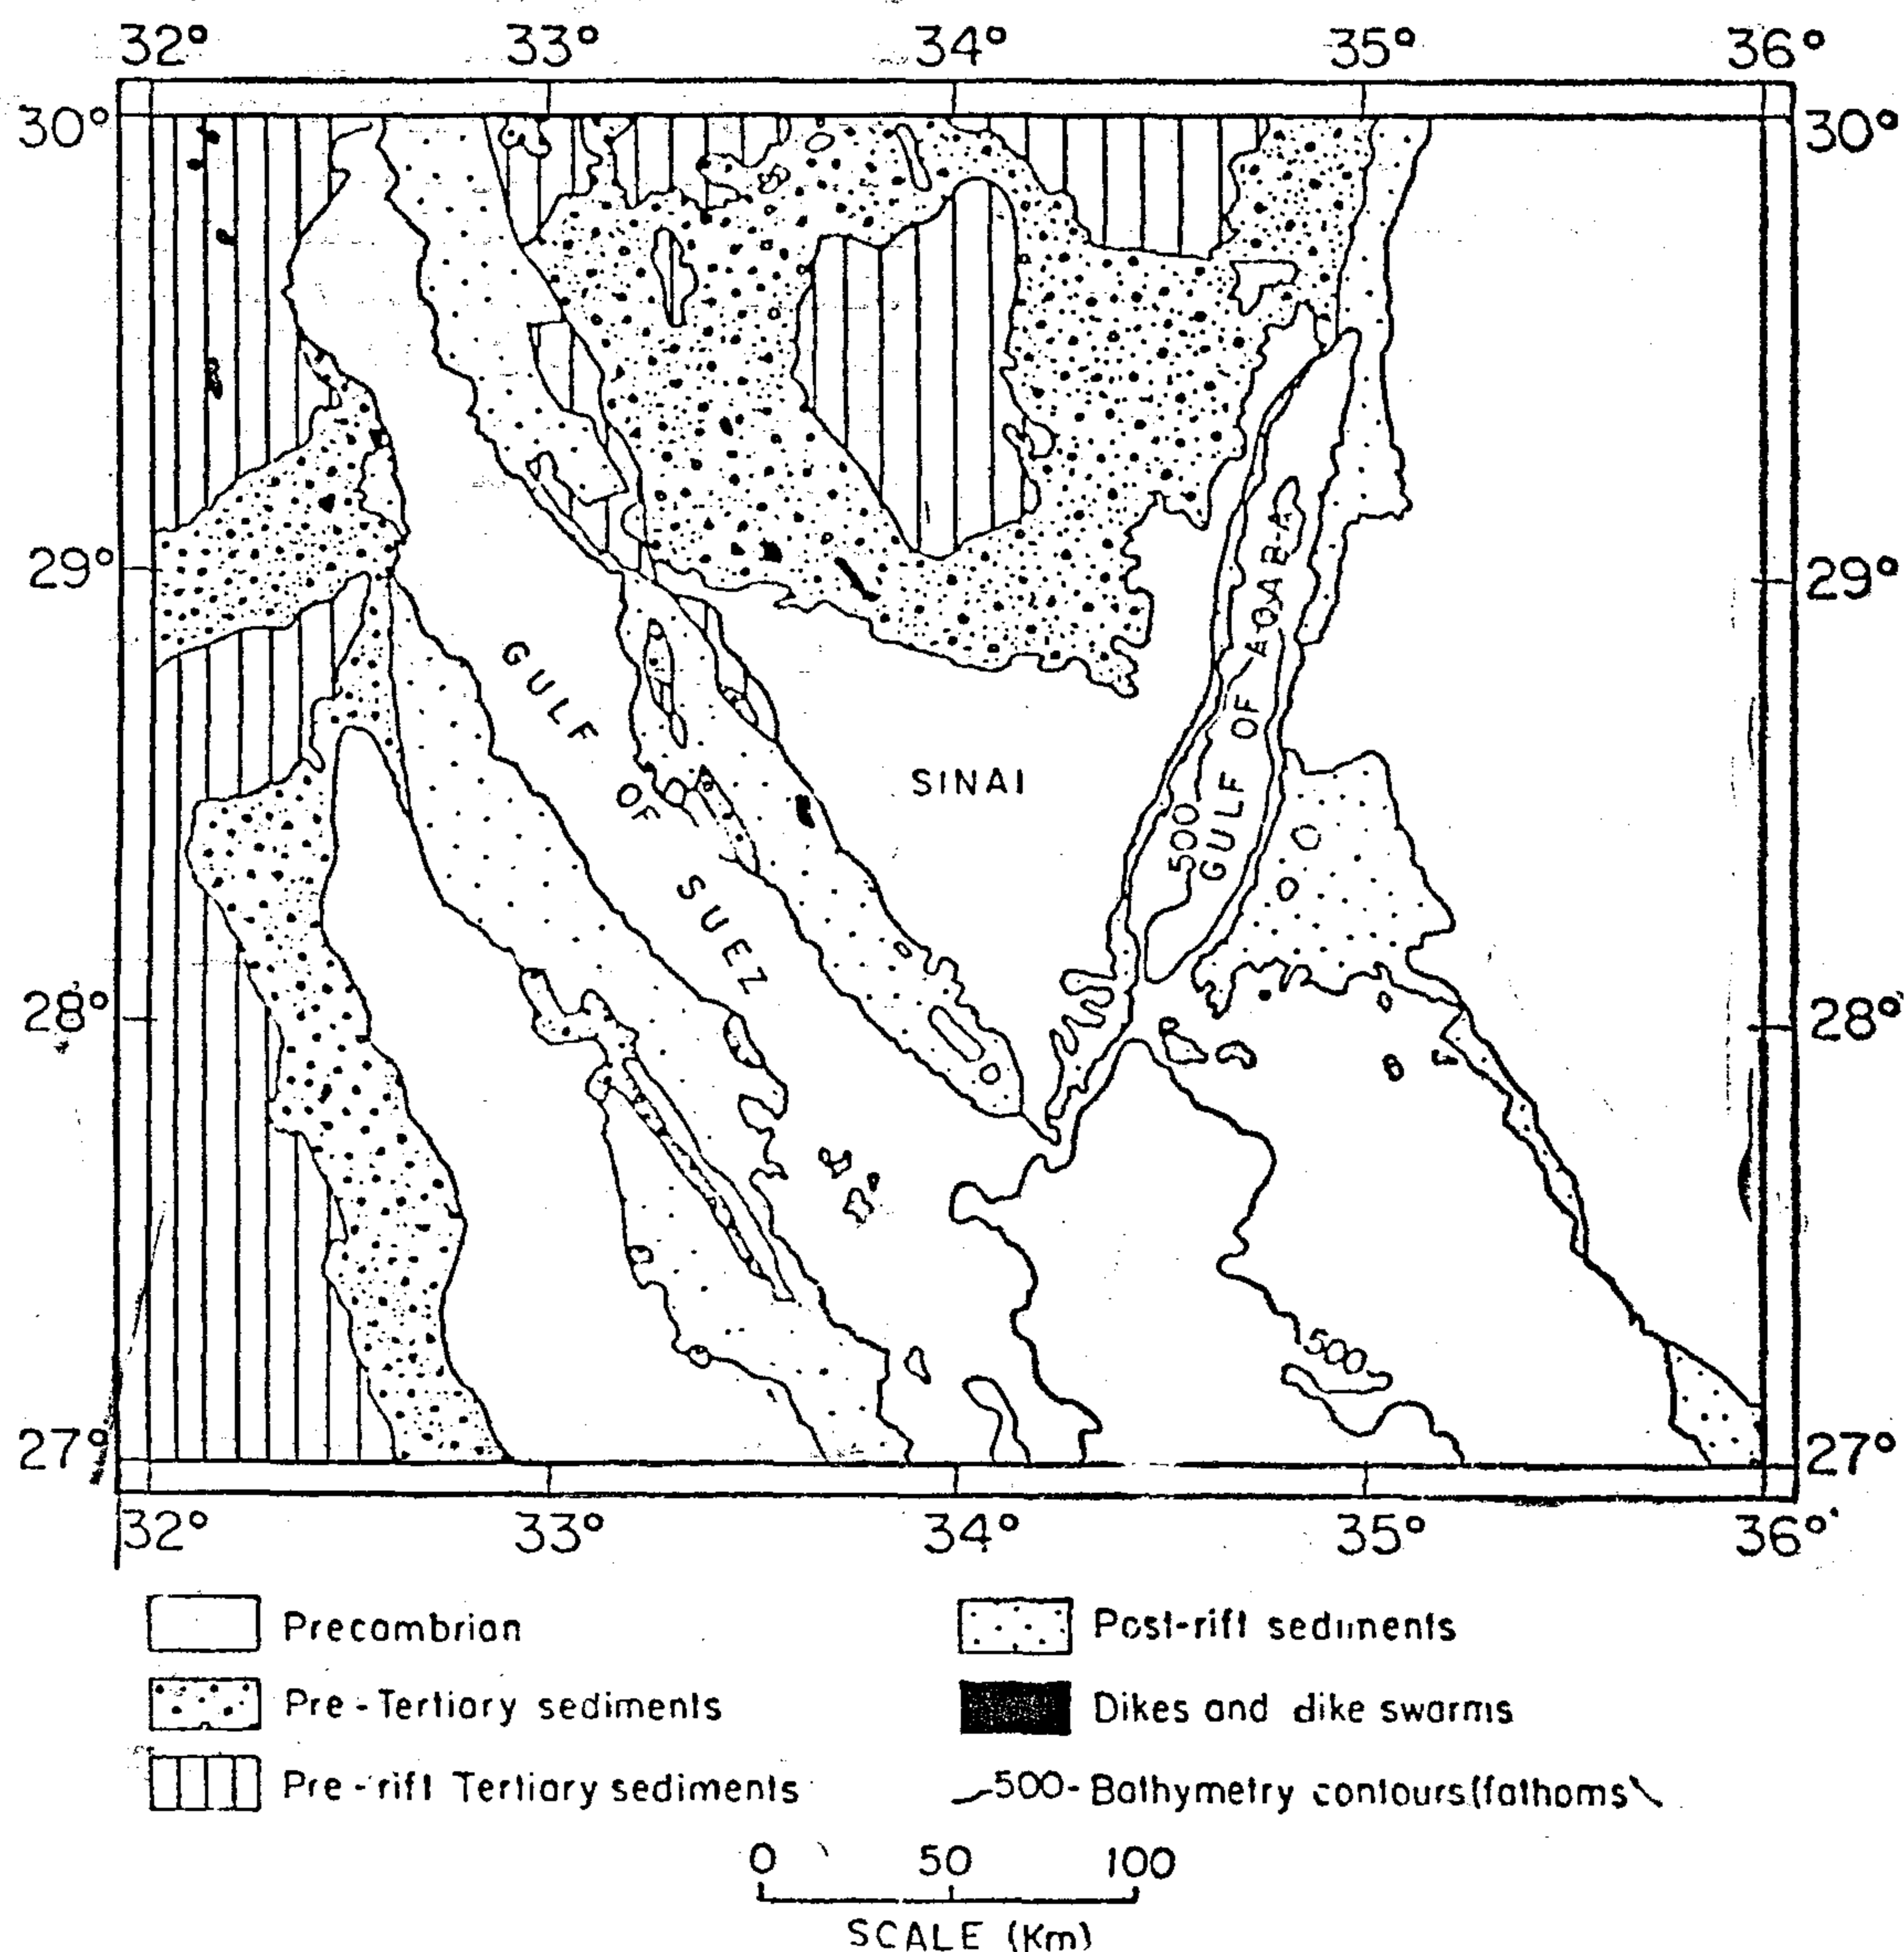 32° 33° 34° 35° 36°
30° 30°
29° 29°
GULF OF AQABA
GULF OF SUEZ
SINAI
500
28° 28°
500
27° 27°
32° 33° 34° 35° 36°
Precambrian
Post-rift sediments
Pre-Tertiary sediments
Dikes and dike swarms
Pre-rift Tertiary sediments
-500- Bathymetry contours (fathoms)
0 50 100
SCALE (Km)